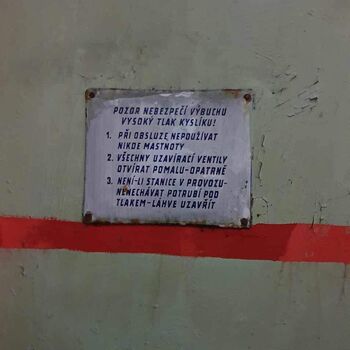 POZOR NEBEZPEČÍ VÝBUCHU
VYSOKÝ TLAK KYSLÍKU!
1. PŘI OBSLUZE NEPOUŽÍVAT
NIKDE MASTNOTY
2. VŠECHNY UZAVÍRACÍ VENTILY
OTVÍRAT POMALU-OPATRNĚ
3. NENÍ-LI STANICE V PROVOZU-
NENECHÁVAT POTRUBÍ POD
TLAKEM-LÁHVE UZAVŘÍT